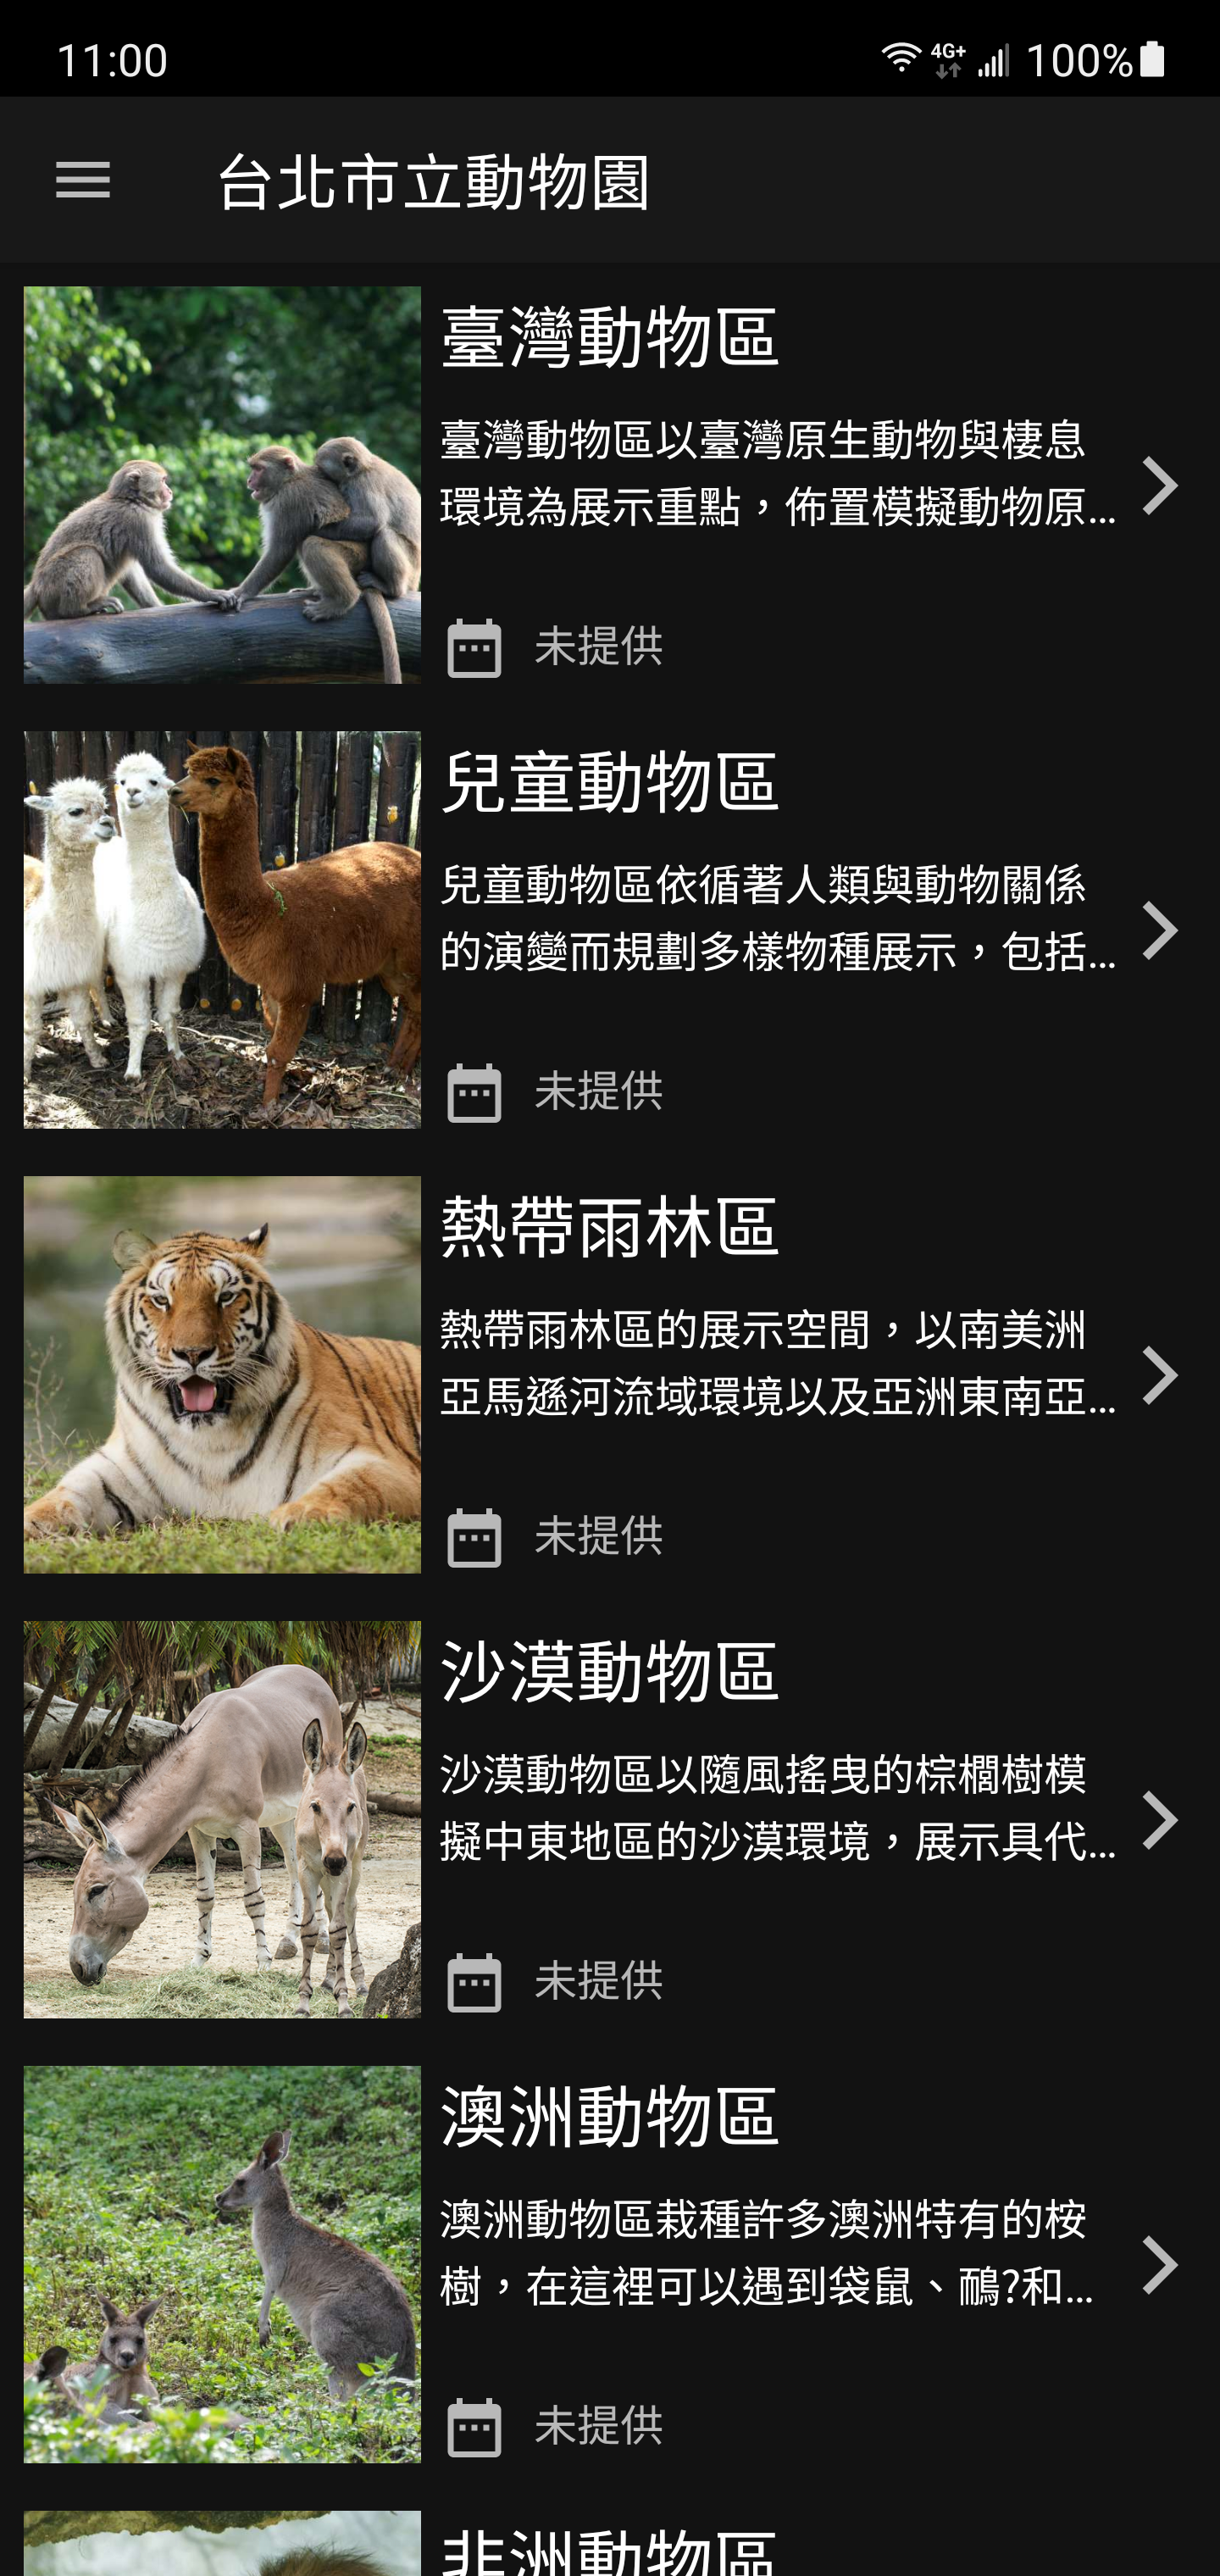 11:00 4G+ 100%
台北市立動物園
臺灣動物區
臺灣動物區以臺灣原生動物與棲息
環境為展示重點，佈置模擬動物原...
未提供
兒童動物區
兒童動物區依循著人類與動物關係
的演變而規劃多樣物種展示，包括...
未提供
熱帶雨林區
熱帶雨林區的展示空間，以南美洲
亞馬遜河流域環境以及亞洲東南亞...
未提供
沙漠動物區
沙漠動物區以隨風搖曳的棕櫚樹模
擬中東地區的沙漠環境，展示具代...
未提供
澳洲動物區
澳洲動物區栽種許多澳洲特有的桉
樹，在這裡可以遇到袋鼠、鴯?和...
未提供
非洲動物區